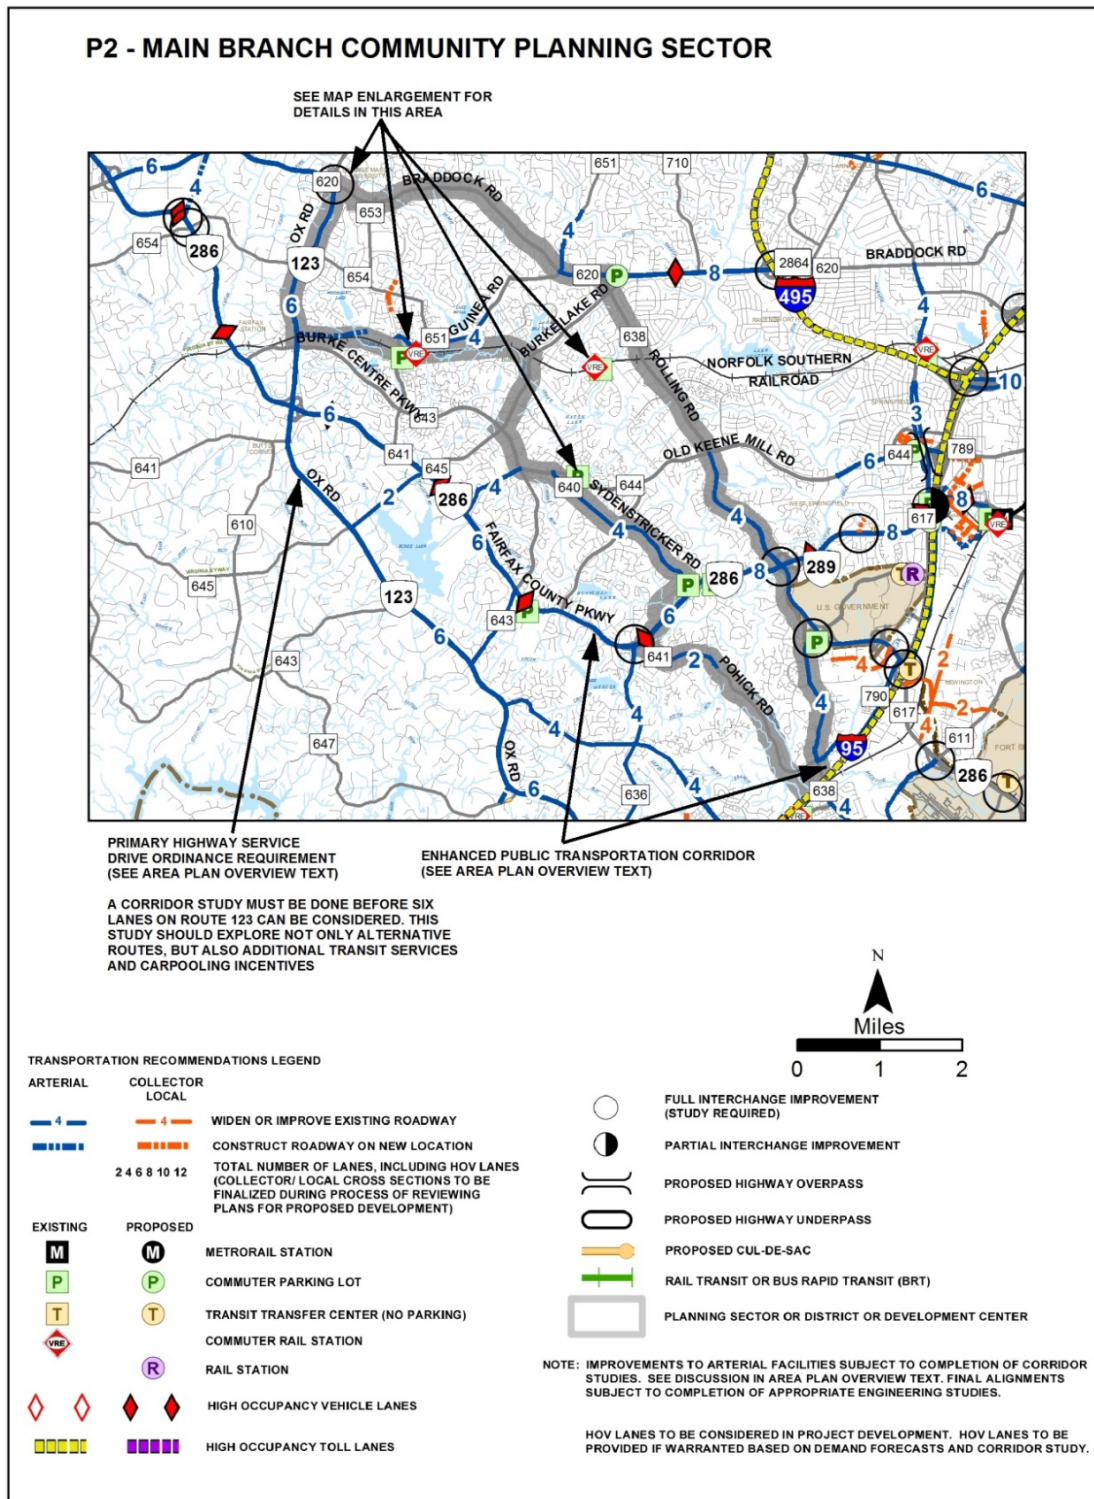 P2 - MAIN BRANCH COMMUNITY PLANNING SECTOR
SEE MAP ENLARGEMENT FOR
DETAILS IN THIS AREA
6
4
620
BRADDOCK RD
651
710
6
653
OX RD
654
286
123
654
4
620
P
8
2864
620
BRADDOCK RD
495
4
6
651
GUINEA RD
4
BURKE LAKE RD
638
ROLLING RD
NORFOLK SOUTHERN
RAILROAD
VRE
FAIRFAX
STATION
BURKE CENTRE PKWY
P
VRE
VRE
10
643
6
3
641
641
645
OX RD
2
286
4
P
640
644
OLD KEENE MILL RD
6
644
P
789
610
6
SYDENSTRICKER RD
4
8
617
P
VRE
645
123
FAIRFAX COUNTY PKWY
P
286
8
289
8
4
T
R
U.S. GOVERNMENT
643
P
6
641
2
P
4
T
2
643
6
POHICK RD
4
790
617
4
2
611
647
OX RD
4
4
95
286
T
6
636
4
638
4
PRIMARY HIGHWAY SERVICE
DRIVE ORDINANCE REQUIREMENT
(SEE AREA PLAN OVERVIEW TEXT)
ENHANCED PUBLIC TRANSPORTATION CORRIDOR
(SEE AREA PLAN OVERVIEW TEXT)
A CORRIDOR STUDY MUST BE DONE BEFORE SIX
LANES ON ROUTE 123 CAN BE CONSIDERED. THIS
STUDY SHOULD EXPLORE NOT ONLY ALTERNATIVE
ROUTES, BUT ALSO ADDITIONAL TRANSIT SERVICES
AND CARPOOLING INCENTIVES
N
Miles
0 1 2
TRANSPORTATION RECOMMENDATIONS LEGEND
ARTERIAL
COLLECTOR
LOCAL
4 4 WIDEN OR IMPROVE EXISTING ROADWAY
CONSTRUCT ROADWAY ON NEW LOCATION
2 4 6 8 10 12 TOTAL NUMBER OF LANES, INCLUDING HOV LANES
(COLLECTOR/ LOCAL CROSS SECTIONS TO BE
FINALIZED DURING PROCESS OF REVIEWING
PLANS FOR PROPOSED DEVELOPMENT)
EXISTING PROPOSED
M M METRORAIL STATION
P P COMMUTER PARKING LOT
T T TRANSIT TRANSFER CENTER (NO PARKING)
VRE COMMUTER RAIL STATION
R RAIL STATION
HIGH OCCUPANCY VEHICLE LANES
HIGH OCCUPANCY TOLL LANES
FULL INTERCHANGE IMPROVEMENT
(STUDY REQUIRED)
PARTIAL INTERCHANGE IMPROVEMENT
PROPOSED HIGHWAY OVERPASS
PROPOSED HIGHWAY UNDERPASS
PROPOSED CUL-DE-SAC
RAIL TRANSIT OR BUS RAPID TRANSIT (BRT)
PLANNING SECTOR OR DISTRICT OR DEVELOPMENT CENTER
NOTE: IMPROVEMENTS TO ARTERIAL FACILITIES SUBJECT TO COMPLETION OF CORRIDOR
STUDIES. SEE DISCUSSION IN AREA PLAN OVERVIEW TEXT. FINAL ALIGNMENTS
SUBJECT TO COMPLETION OF APPROPRIATE ENGINEERING STUDIES.
HOV LANES TO BE CONSIDERED IN PROJECT DEVELOPMENT. HOV LANES TO BE
PROVIDED IF WARRANTED BASED ON DEMAND FORECASTS AND CORRIDOR STUDY.